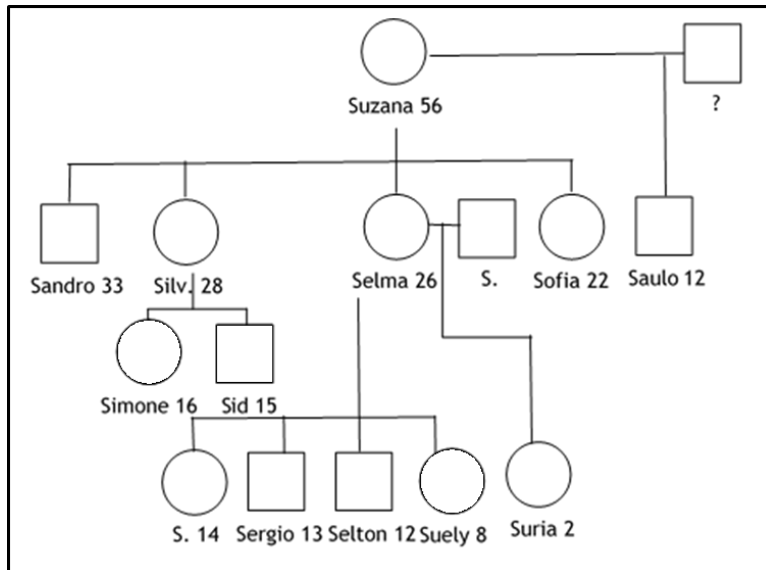 Suzana 56
?
Sandro 33 Silv. 28 Selma 26 S. Sofia 22 Saulo 12
Simone 16 Sid 15
S. 14 Sergio 13 Selton 12 Suely 8 Suria 2